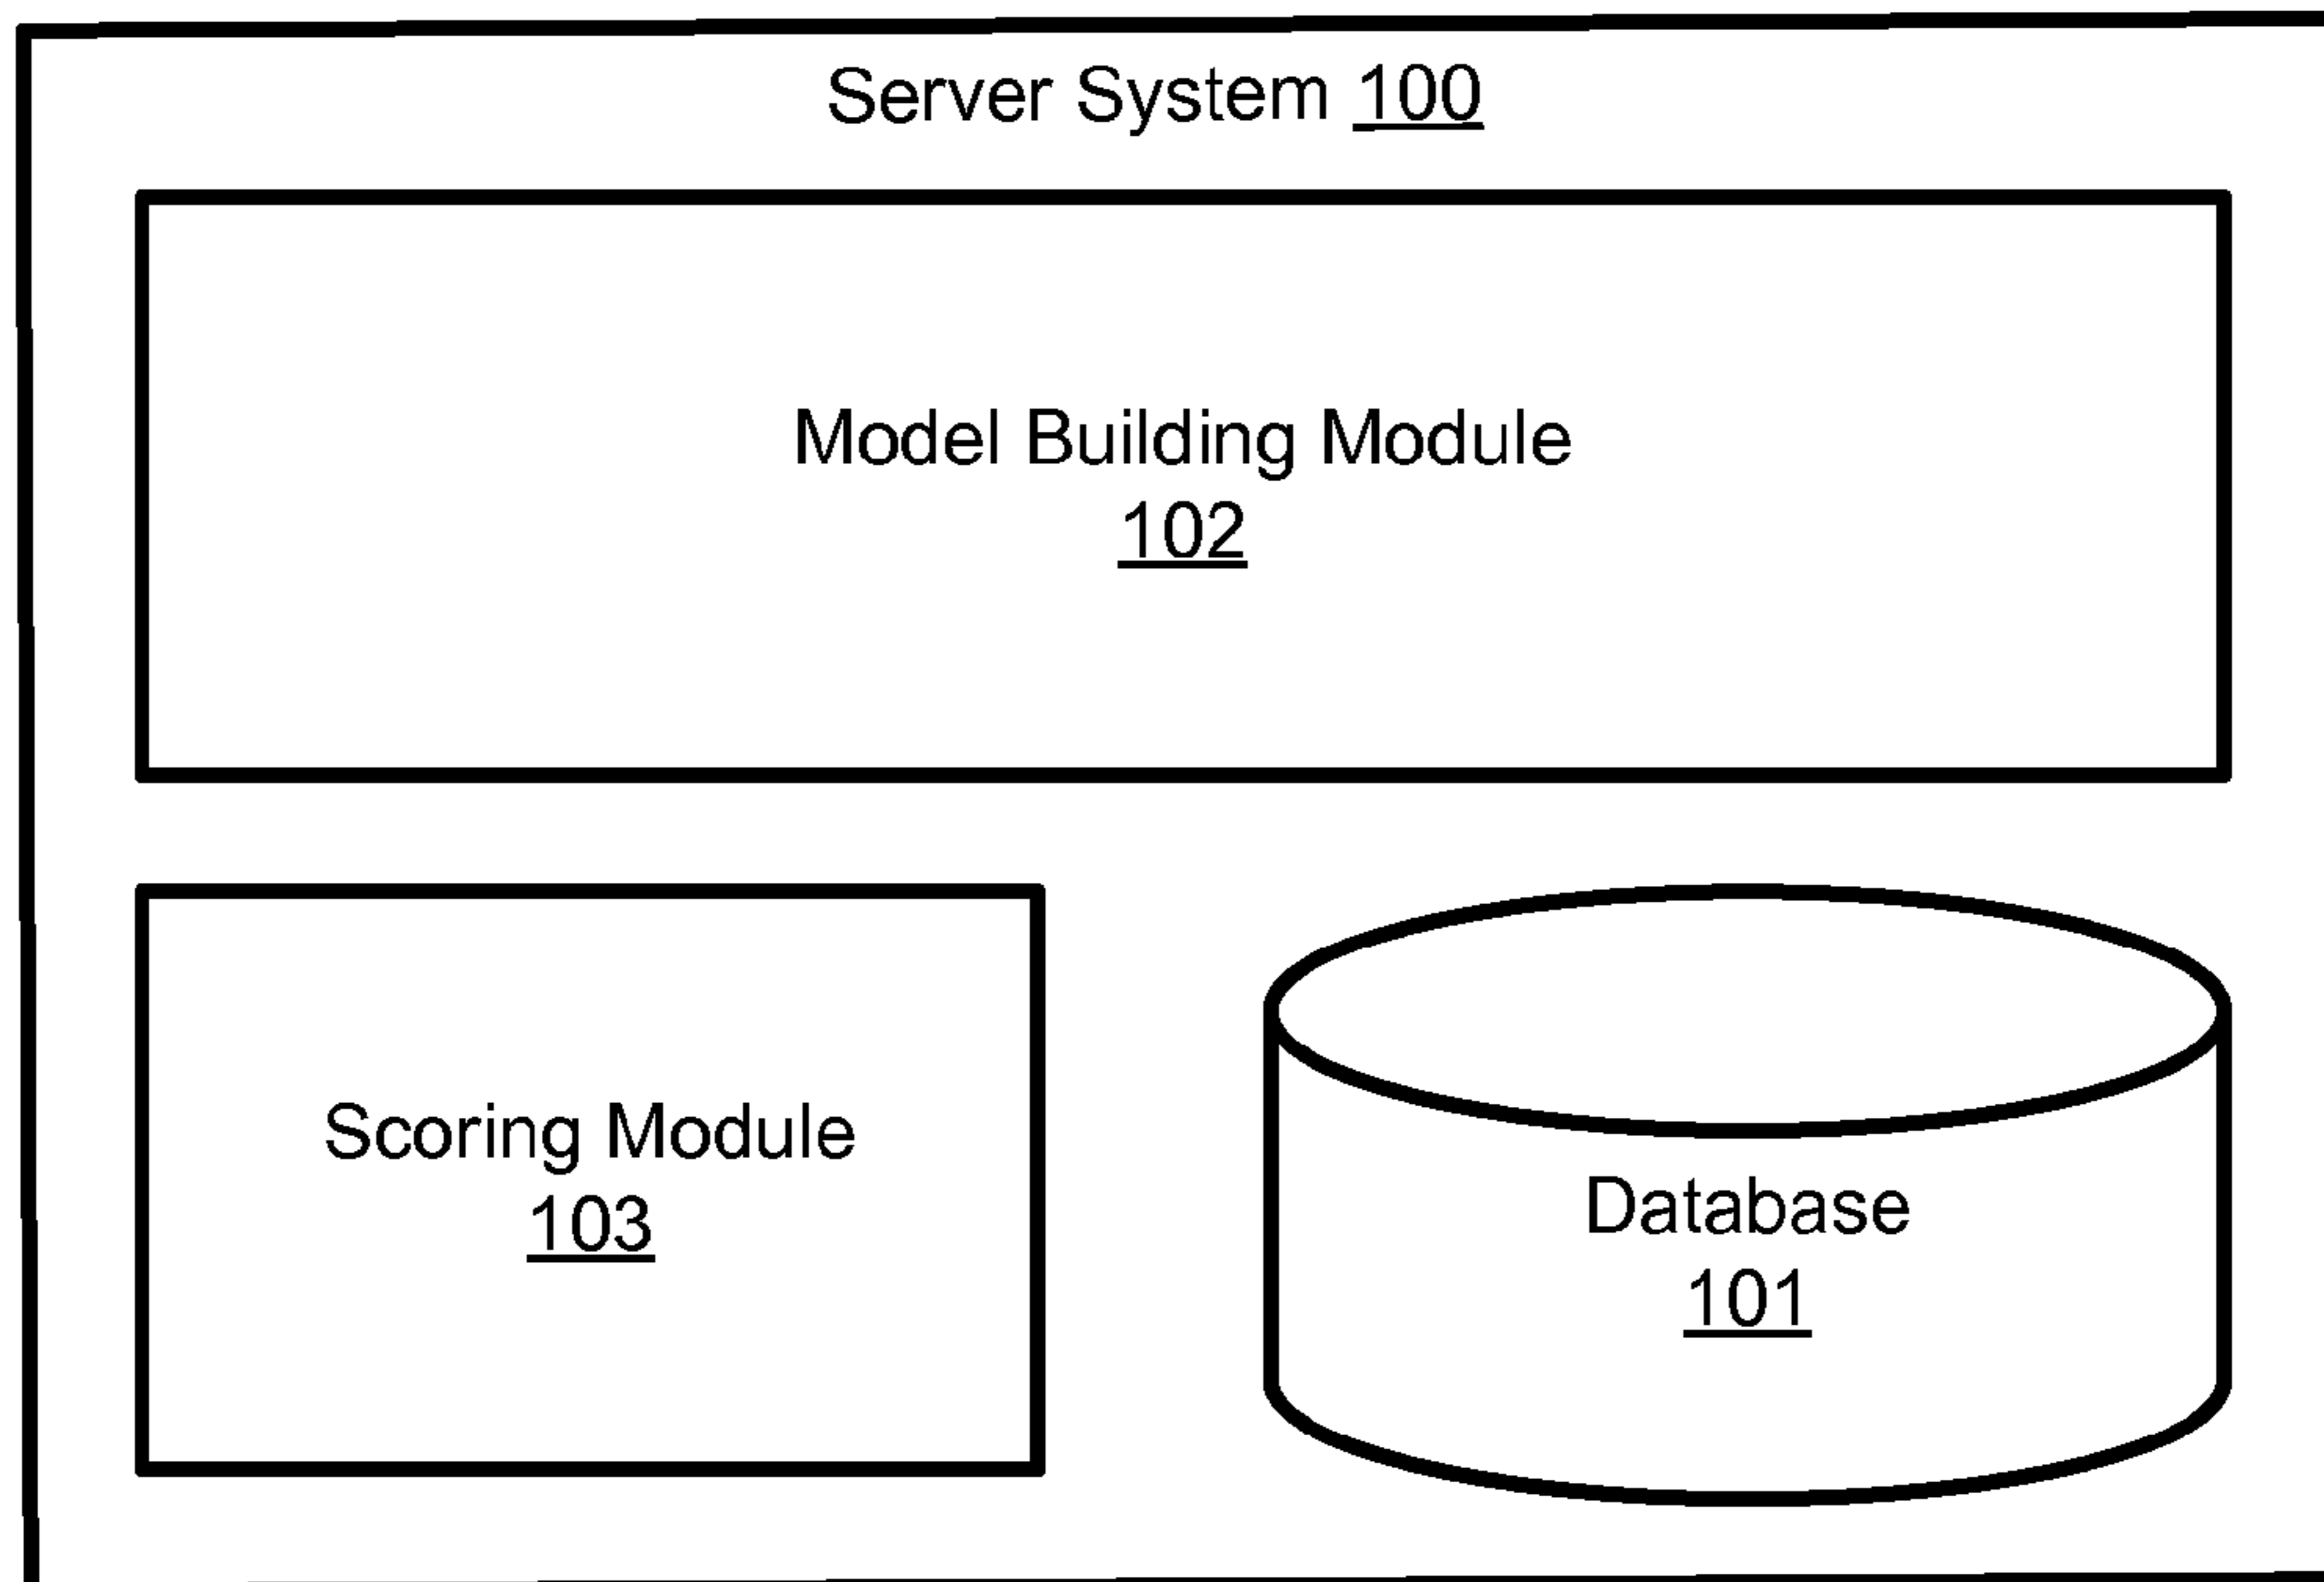 Server System 100
Model Building Module
102
Scoring Module
103
Database
101